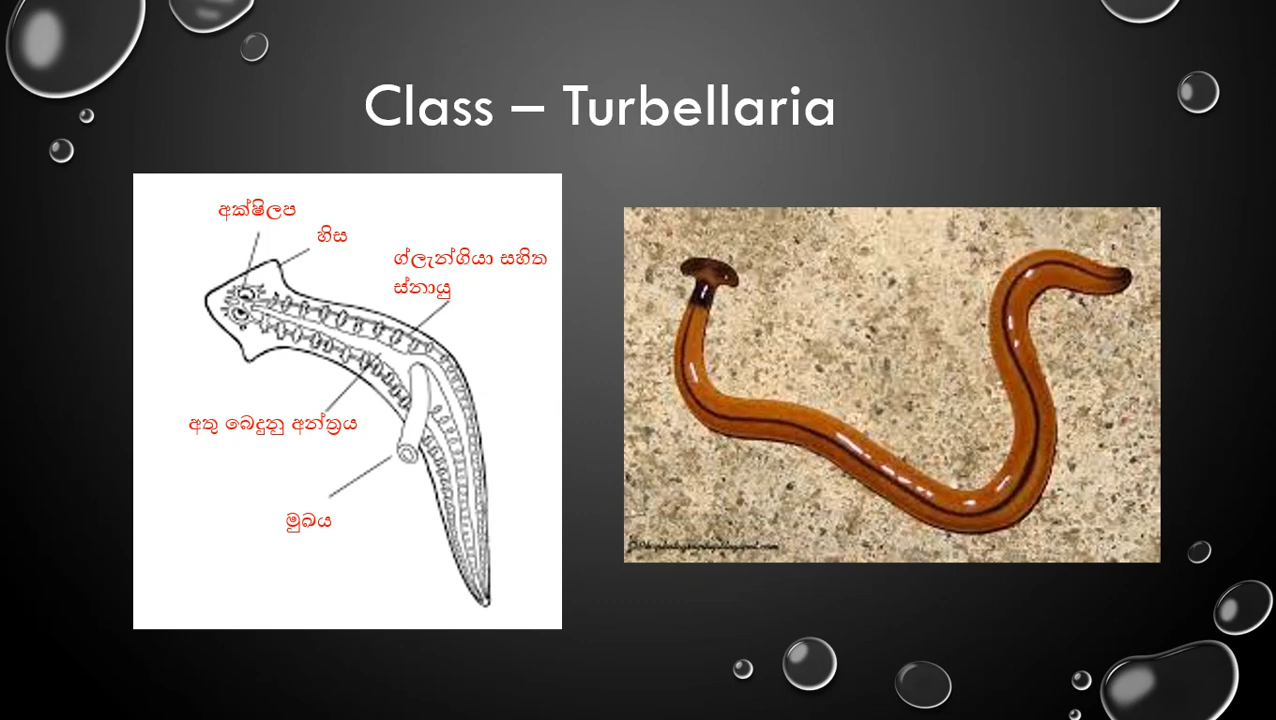 Class – Turbellaria
අක්ෂිලප
හිස
ග්ලැන්ගියා සහිත
ස්නායු
අතු බෙදුනු අන්ත්‍රය
මුඛය